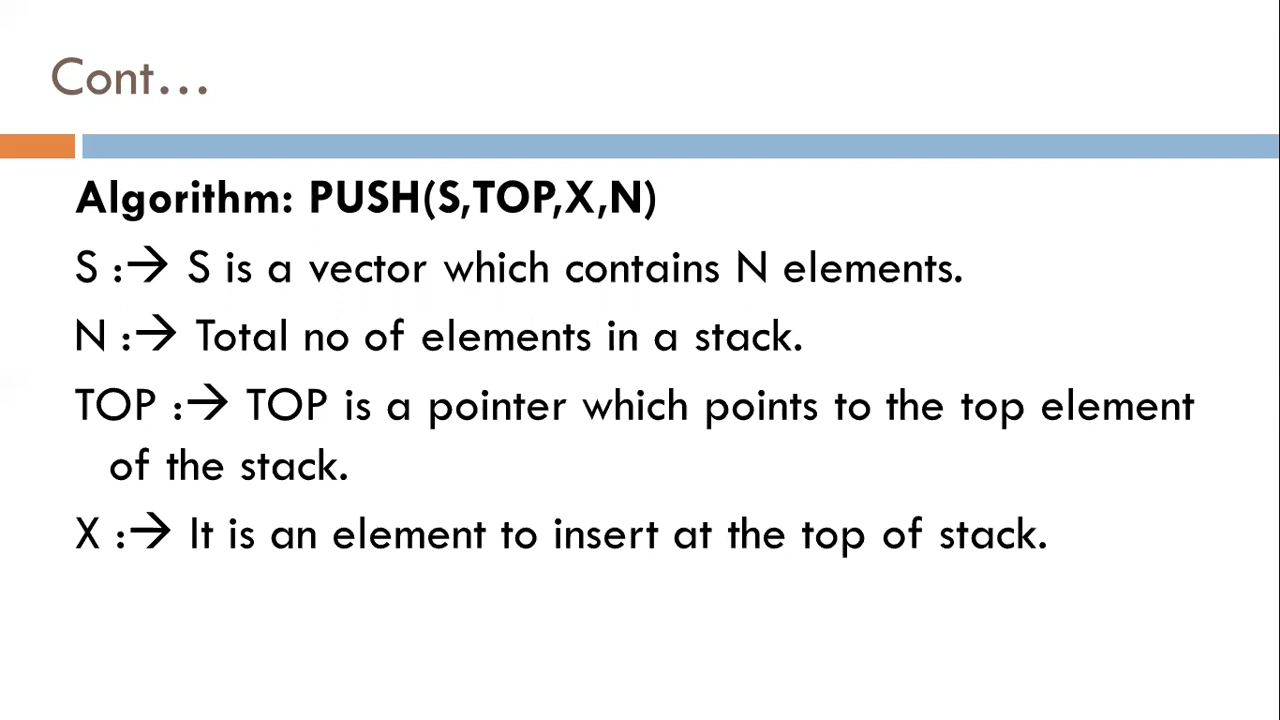 Cont...
Algorithm: PUSH(S,TOP,X,N)
S :→ S is a vector which contains N elements.
N :→ Total no of elements in a stack.
TOP :→ TOP is a pointer which points to the top element
of the stack.
X :→ It is an element to insert at the top of stack.